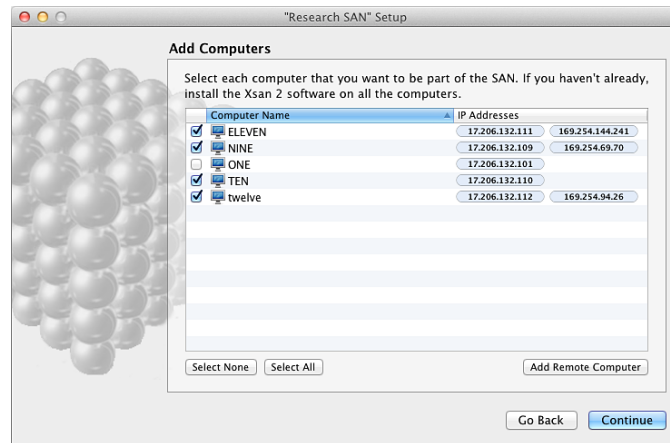 "Research SAN" Setup
Add Computers
Select each computer that you want to be part of the SAN. If you haven't already,
install the Xsan 2 software on all the computers.
Computer Name IP Addresses
ELEVEN 17.206.132.111 169.254.144.241
NINE 17.206.132.109 169.254.69.70
ONE 17.206.132.101
TEN 17.206.132.110
twelve 17.206.132.112 169.254.94.26
Select None Select All Add Remote Computer
Go Back Continue